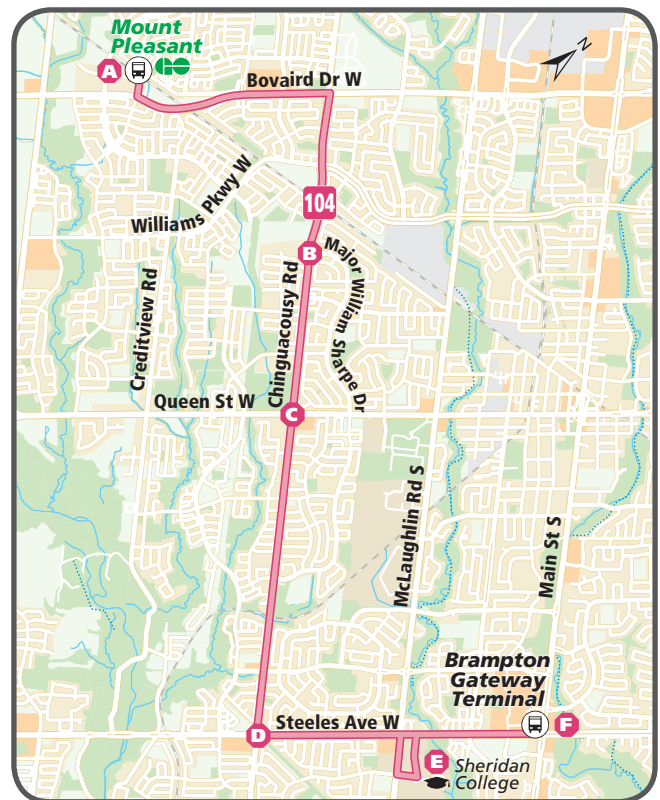 Mount
Pleasant
A
GO
N
Bovaird Dr W
Williams Pkwy W
104
B
Major William Sharpe Dr
Creditview Rd
Chinguacousy Rd
Queen St W
C
McLaughlin Rd S
Main St S
Brampton
Gateway
Terminal
D
Steeles Ave W
F
E
Sheridan
College